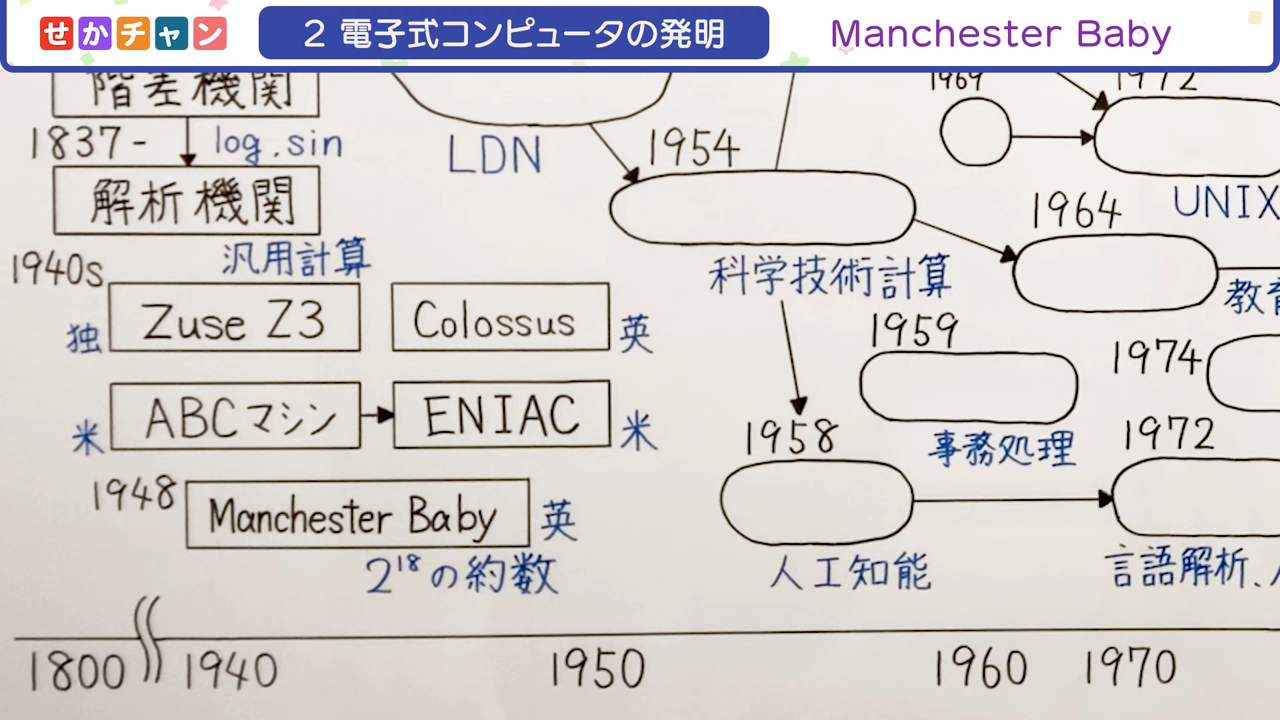 せかチャン
2 電子式コンピュータの発明
Manchester Baby
階差機関
1837-
log.sin
解析機関
汎用計算
1940s
Zuse Z3
独
Colossus
英
ABCマシン
米
ENIAC
米
1948
Manchester Baby
英
2¹⁸の約数
LDN
1954
科学技術計算
1969
1972
UNIX
1964
教育
1959
事務処理
1974
1958
人工知能
1972
言語解析、
1800
1940
1950
1960
1970